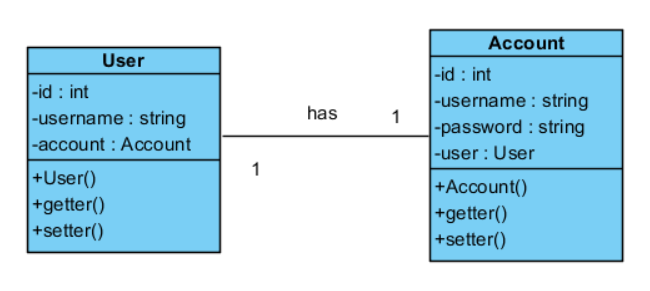 User
-id : int
-username : string
-account : Account
+User()
+getter()
+setter()
has
1
1
Account
-id : int
-username : string
-password : string
-user : User
+Account()
+getter()
+setter()